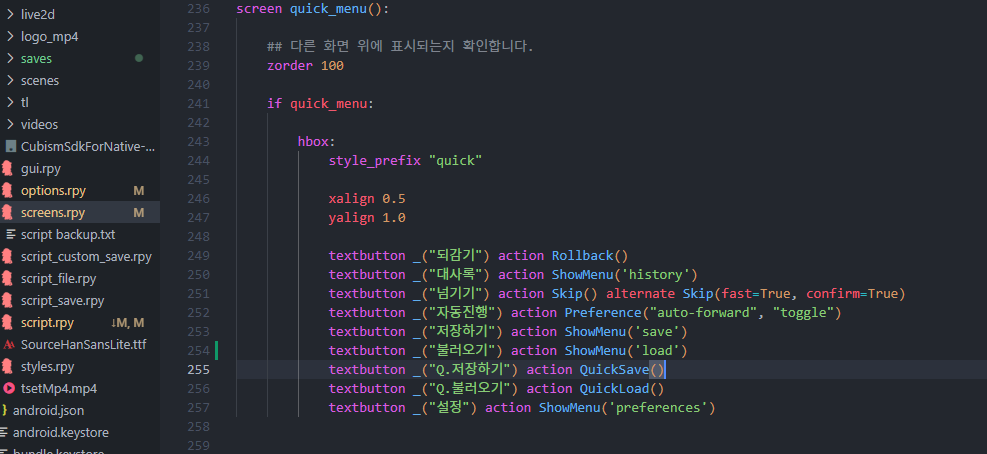 live2d
logo_mp4
saves
scenes
tl
videos
CubismSdkForNative-...
gui.rpy
options.rpy M
screens.rpy M
script backup.txt
script_custom_save.rpy
script_file.rpy
script_save.rpy
script.rpy ↓M, M
SourceHanSansLite.ttf
styles.rpy
tsetMp4.mp4
android.json
android.keystore
bundle.keystore
236 screen quick_menu():
237
238 ## 다른 화면 위에 표시되는지 확인합니다.
239 zorder 100
240
241 if quick_menu:
242
243 hbox:
244 style_prefix "quick"
245
246 xalign 0.5
247 yalign 1.0
248
249 textbutton _("되감기") action Rollback()
250 textbutton _("대사록") action ShowMenu('history')
251 textbutton _("넘기기") action Skip() alternate Skip(fast=True, confirm=True)
252 textbutton _("자동진행") action Preference("auto-forward", "toggle")
253 textbutton _("저장하기") action ShowMenu('save')
254 textbutton _("불러오기") action ShowMenu('load')
255 textbutton _("Q.저장하기") action QuickSave()
256 textbutton _("Q.불러오기") action QuickLoad()
257 textbutton _("설정") action ShowMenu('preferences')
258
259